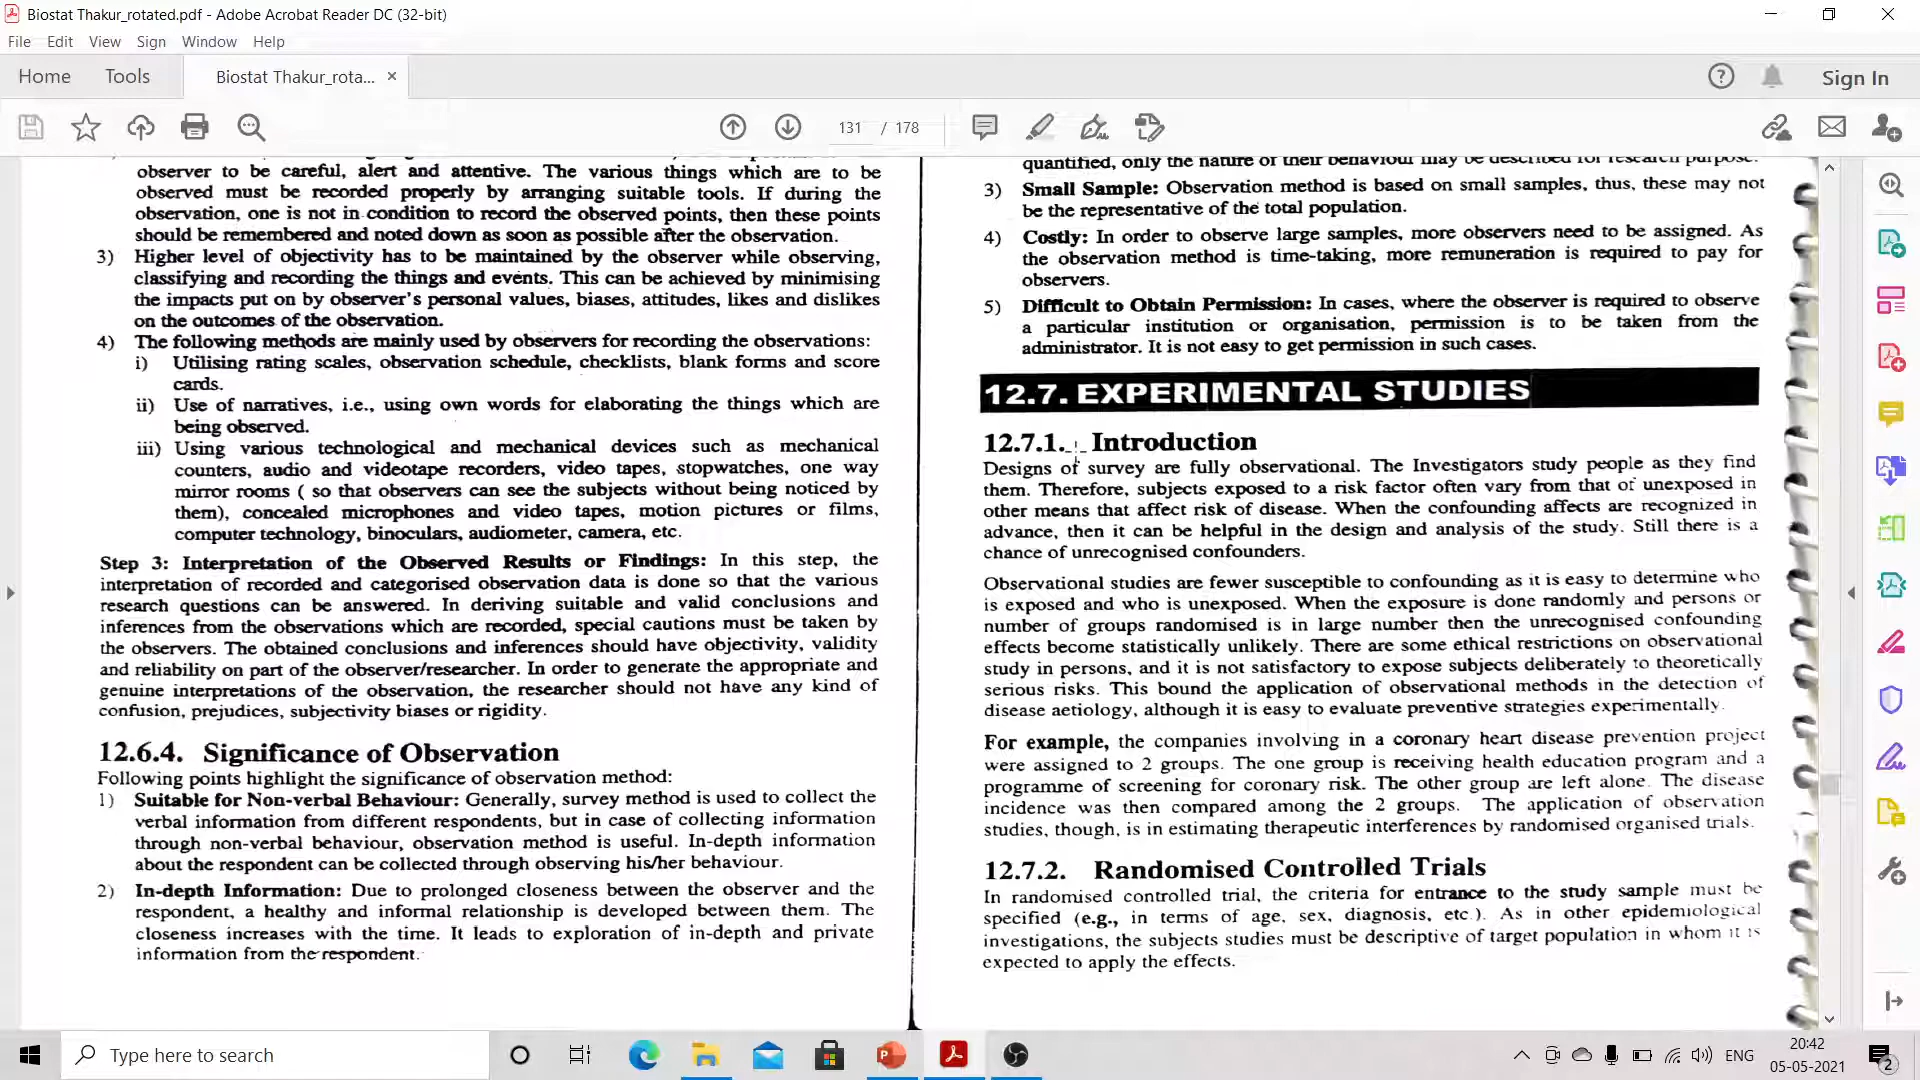 Biostat Thakur_rotated.pdf - Adobe Acrobat Reader DC (32-bit)
File Edit View Sign Window Help
Home Tools Biostat Thakur_rota... × Sign In
131 / 178
observer to be careful, alert and attentive. The various things which are to be
observed must be recorded properly by arranging suitable tools. If during the
observation, one is not in condition to record the observed points, then these points
should be remembered and noted down as soon as possible after the observation.
3) Higher level of objectivity has to be maintained by the observer while observing,
classifying and recording the things and events. This can be achieved by minimising
the impacts put on by observer's personal values, biases, attitudes, likes and dislikes
on the outcomes of the observation.
4) The following methods are mainly used by observers for recording the observations:
i) Utilising rating scales, observation schedule, checklists, blank forms and score
cards.
ii) Use of narratives, i.e., using own words for elaborating the things which are
being observed.
iii) Using various technological and mechanical devices such as mechanical
counters, audio and videotape recorders, video tapes, stopwatches, one way
mirror rooms ( so that observers can see the subjects without being noticed by
them), concealed microphones and video tapes, motion pictures or films,
computer technology, binoculars, audiometer, camera, etc.
Step 3: Interpretation of the Observed Results or Findings: In this step, the
interpretation of recorded and categorised observation data is done so that the various
research questions can be answered. In deriving suitable and valid conclusions and
inferences from the observations which are recorded, special cautions must be taken by
the observers. The obtained conclusions and inferences should have objectivity, validity
and reliability on part of the observer/researcher. In order to generate the appropriate and
genuine interpretations of the observation, the researcher should not have any kind of
confusion, prejudices, subjectivity biases or rigidity.
12.6.4. Significance of Observation
Following points highlight the significance of observation method:
1) Suitable for Non-verbal Behaviour: Generally, survey method is used to collect the
verbal information from different respondents, but in case of collecting information
through non-verbal behaviour, observation method is useful. In-depth information
about the respondent can be collected through observing his/her behaviour.
2) In-depth Information: Due to prolonged closeness between the observer and the
respondent, a healthy and informal relationship is developed between them. The
closeness increases with the time. It leads to exploration of in-depth and private
information from the respondent.
quantified, only the nature of their behaviour may be described for research purpose.
3) Small Sample: Observation method is based on small samples, thus, these may not
be the representative of the total population.
4) Costly: In order to observe large samples, more observers need to be assigned. As
the observation method is time-taking, more remuneration is required to pay for
observers.
5) Difficult to Obtain Permission: In cases, where the observer is required to observe
a particular institution or organisation, permission is to be taken from the
administrator. It is not easy to get permission in such cases.
12.7. EXPERIMENTAL STUDIES
12.7.1. Introduction
Designs of survey are fully observational. The Investigators study people as they find
them. Therefore, subjects exposed to a risk factor often vary from that of unexposed in
other means that affect risk of disease. When the confounding affects are recognized in
advance, then it can be helpful in the design and analysis of the study. Still there is a
chance of unrecognised confounders.
Observational studies are fewer susceptible to confounding as it is easy to determine who
is exposed and who is unexposed. When the exposure is done randomly and persons or
number of groups randomised is in large number then the unrecognised confounding
effects become statistically unlikely. There are some ethical restrictions on observational
study in persons, and it is not satisfactory to expose subjects deliberately to theoretically
serious risks. This bound the application of observational methods in the detection of
disease aetiology, although it is easy to evaluate preventive strategies experimentally.
For example, the companies involving in a coronary heart disease prevention project
were assigned to 2 groups. The one group is receiving health education program and a
programme of screening for coronary risk. The other group are left alone. The disease
incidence was then compared among the 2 groups. The application of observation
studies, though, is in estimating therapeutic interferences by randomised organised trials.
12.7.2. Randomised Controlled Trials
In randomised controlled trial, the criteria for entrance to the study sample must be
specified (e.g., in terms of age, sex, diagnosis, etc.). As in other epidemiological
investigations, the subjects studies must be descriptive of target population in whom it is
expected to apply the effects.
Type here to search
ENG
20:42
05-05-2021
2